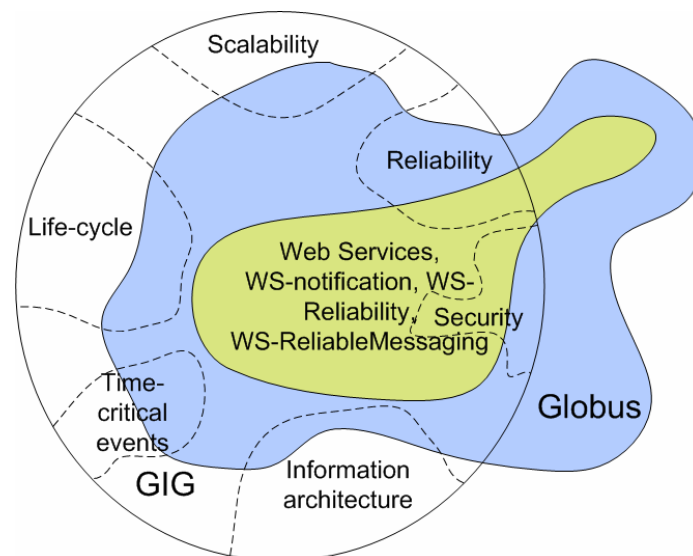 Scalability
Reliability
Life-cycle
Web Services,
WS-notification, WS-
Reliability,
WS-ReliableMessaging
Security
Time-
critical
events
Globus
GIG
Information
architecture